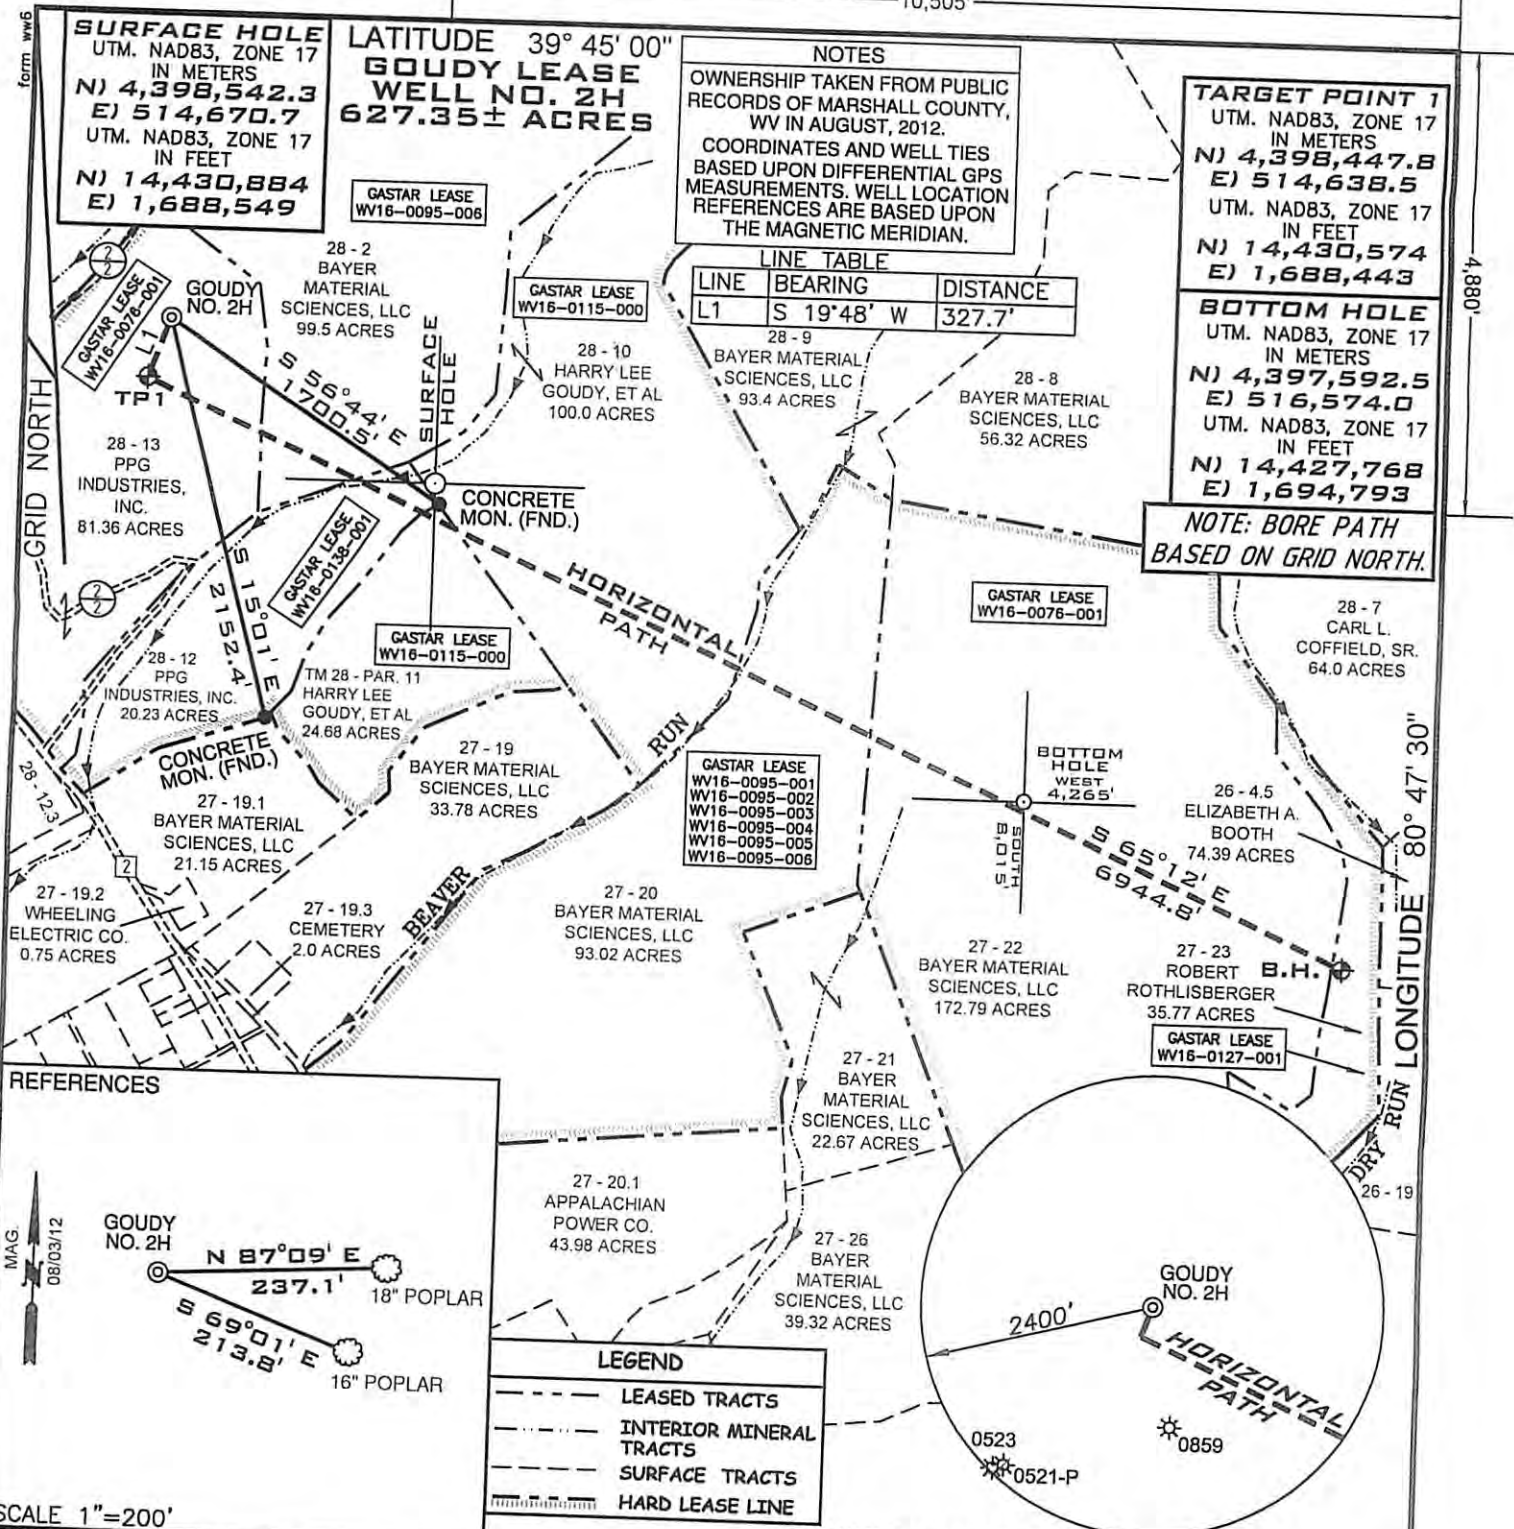 form ww6
10,505'
SURFACE HOLE
UTM. NAD83, ZONE 17
IN METERS
N) 4,398,542.3
E) 514,670.7
UTM. NAD83, ZONE 17
IN FEET
N) 14,430,884
E) 1,688,549
LATITUDE 39° 45' 00"
GOUDY LEASE
WELL NO. 2H
627.35± ACRES
NOTES
OWNERSHIP TAKEN FROM PUBLIC
RECORDS OF MARSHALL COUNTY,
WV IN AUGUST, 2012.
COORDINATES AND WELL TIES
BASED UPON DIFFERENTIAL GPS
MEASUREMENTS. WELL LOCATION
REFERENCES ARE BASED UPON
THE MAGNETIC MERIDIAN.
LINE TABLE
LINE BEARING DISTANCE
L1 S 19°48' W 327.7'
TARGET POINT 1
UTM. NAD83, ZONE 17
IN METERS
N) 4,398,447.8
E) 514,638.5
UTM. NAD83, ZONE 17
IN FEET
N) 14,430,574
E) 1,688,443
BOTTOM HOLE
UTM. NAD83, ZONE 17
IN METERS
N) 4,397,592.5
E) 516,574.0
UTM. NAD83, ZONE 17
IN FEET
N) 14,427,768
E) 1,694,793
NOTE: BORE PATH
BASED ON GRID NORTH.
4,880'
GASTAR LEASE
WV16-0095-006
28 - 2
BAYER
MATERIAL
SCIENCES, LLC
99.5 ACRES
2
2
GASTAR LEASE
WV16-0076-001
GOUDY
NO. 2H
L1
TP1
GASTAR LEASE
WV16-0115-000
28 - 10
HARRY LEE
GOUDY, ET AL
100.0 ACRES
28 - 9
BAYER MATERIAL
SCIENCES, LLC
93.4 ACRES
28 - 8
BAYER MATERIAL
SCIENCES, LLC
56.32 ACRES
S 56°44' E
1700.5'
SURFACE
HOLE
GRID NORTH
28 - 13
PPG
INDUSTRIES,
INC.
81.36 ACRES
CONCRETE
MON. (FND.)
GASTAR LEASE
WV16-0138-001
S 15°01' E
2152.4'
2
2
HORIZONTAL
PATH
GASTAR LEASE
WV16-0076-001
28 - 7
CARL L.
COFFIELD, SR.
64.0 ACRES
GASTAR LEASE
WV16-0115-000
28 - 12
PPG
INDUSTRIES, INC.
20.23 ACRES
TM 28 - PAR. 11
HARRY LEE
GOUDY, ET AL
24.68 ACRES
CONCRETE
MON. (FND.)
28 - 12.3
27 - 19
BAYER MATERIAL
SCIENCES, LLC
33.78 ACRES
27 - 19.1
BAYER MATERIAL
SCIENCES, LLC
21.15 ACRES
2
BEAVER
RUN
GASTAR LEASE
WV16-0095-001
WV16-0095-002
WV16-0095-003
WV16-0095-004
WV16-0095-005
WV16-0095-006
BOTTOM
HOLE
WEST
4,265'
SOUTH
8,015'
26 - 4.5
ELIZABETH A.
BOOTH
74.39 ACRES
S 65°12' E
6944.8'
LONGITUDE 80° 47' 30"
27 - 19.2
WHEELING
ELECTRIC CO.
0.75 ACRES
27 - 19.3
CEMETERY
2.0 ACRES
27 - 20
BAYER MATERIAL
SCIENCES, LLC
93.02 ACRES
27 - 22
BAYER MATERIAL
SCIENCES, LLC
172.79 ACRES
27 - 23
ROBERT
ROTHLISBERGER
35.77 ACRES
B.H.
GASTAR LEASE
WV16-0127-001
27 - 21
BAYER
MATERIAL
SCIENCES, LLC
22.67 ACRES
DRY RUN
26 - 19
27 - 20.1
APPALACHIAN
POWER CO.
43.98 ACRES
27 - 26
BAYER
MATERIAL
SCIENCES, LLC
39.32 ACRES
REFERENCES
MAG.
08/03/12
GOUDY
NO. 2H
N 87°09' E
237.1'
18" POPLAR
S 69°01' E
213.8'
16" POPLAR
SCALE 1"=200'
LEGEND
LEASED TRACTS
INTERIOR MINERAL
TRACTS
SURFACE TRACTS
HARD LEASE LINE
GOUDY
NO. 2H
2400'
HORIZONTAL
PATH
0523
0521-P
0859